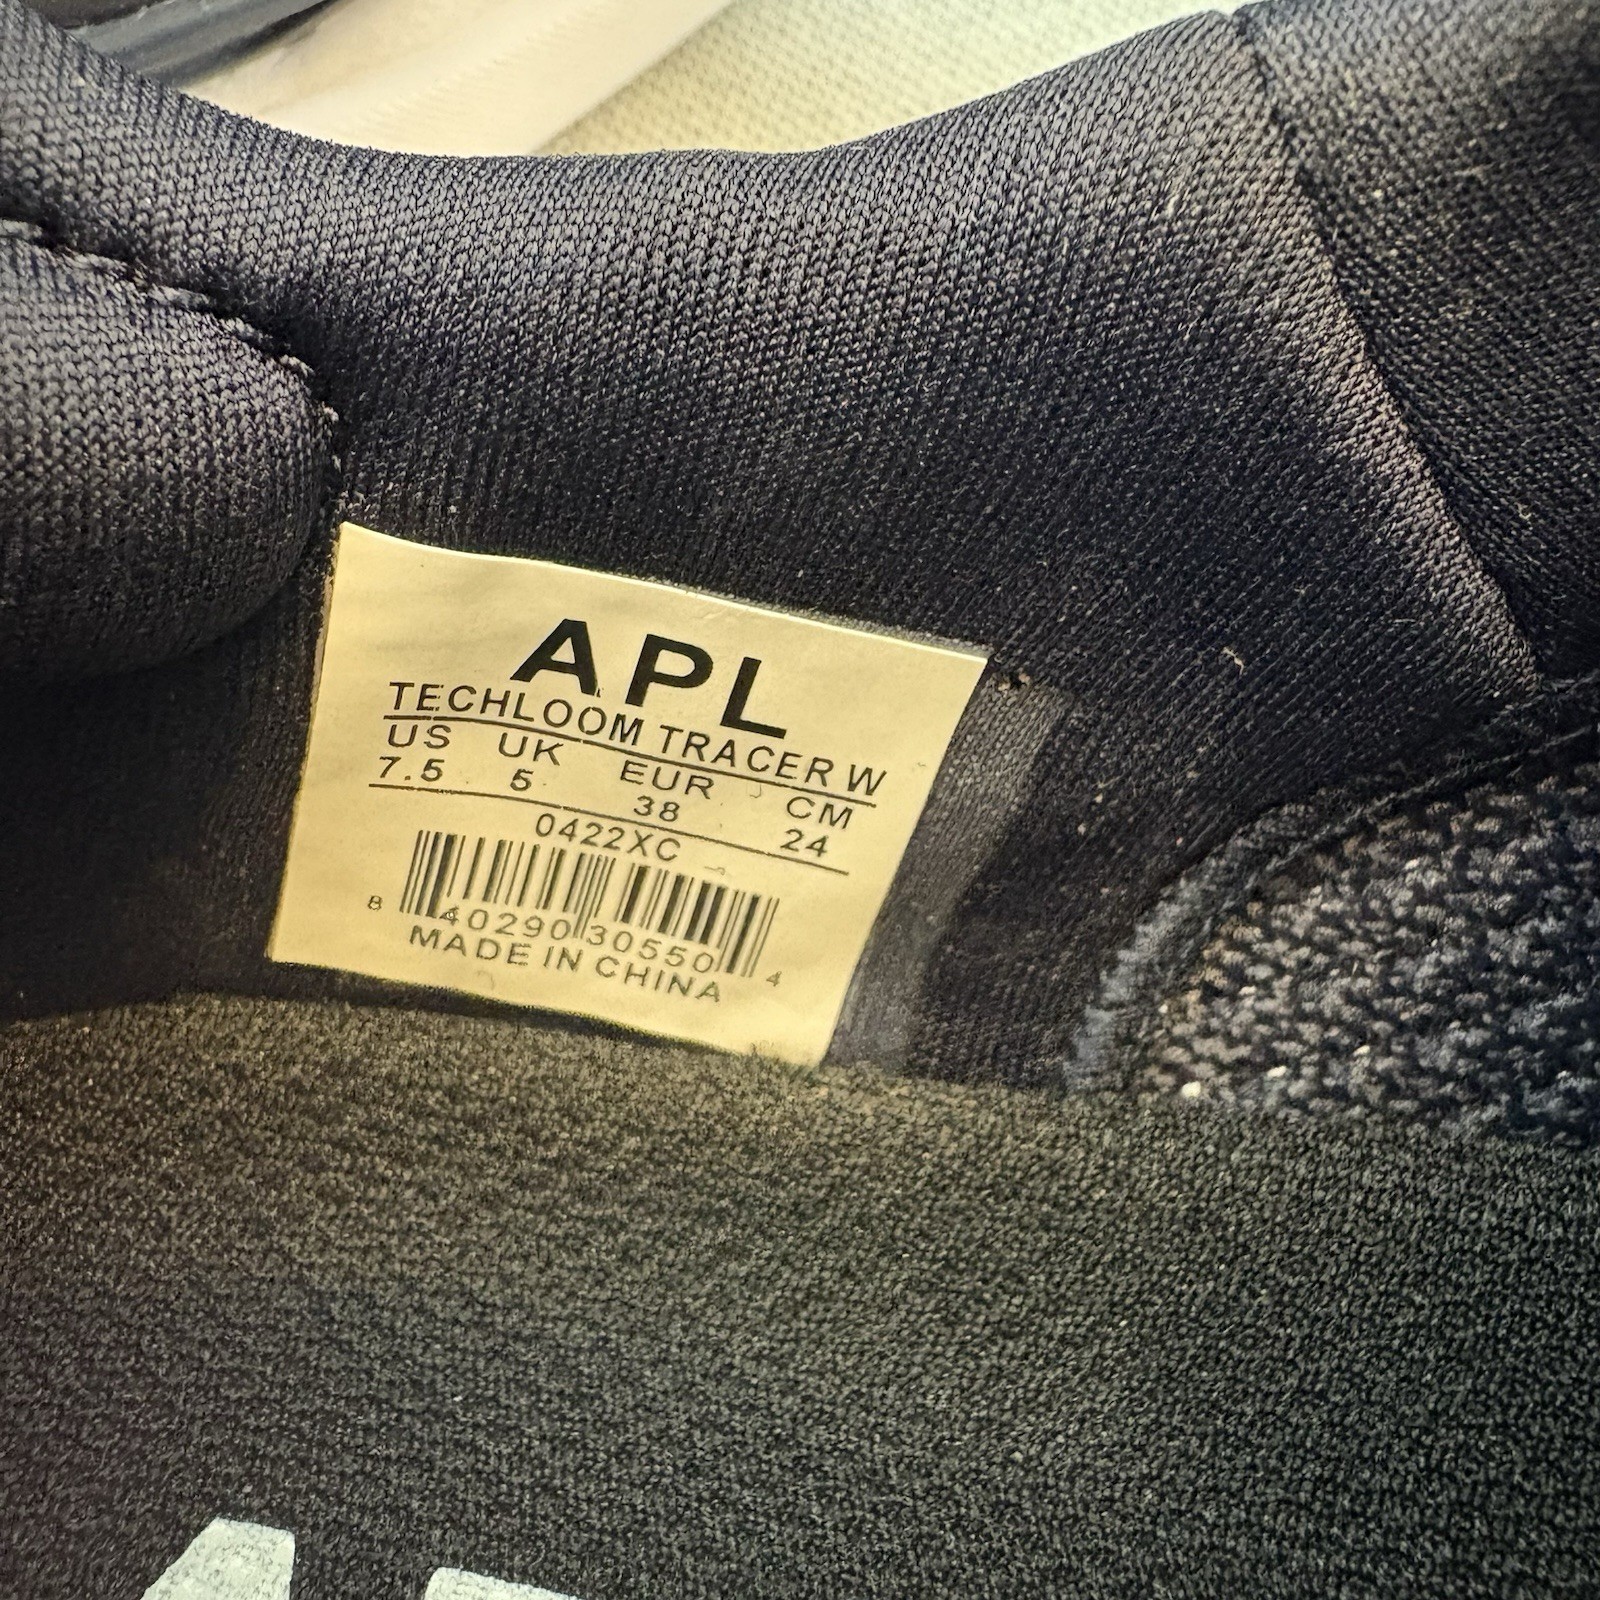 APL
TECHLOOM TRACER W
US UK EUR CM
7.5 5 38 24
0422XC
8 40290 30550 4
MADE IN CHINA